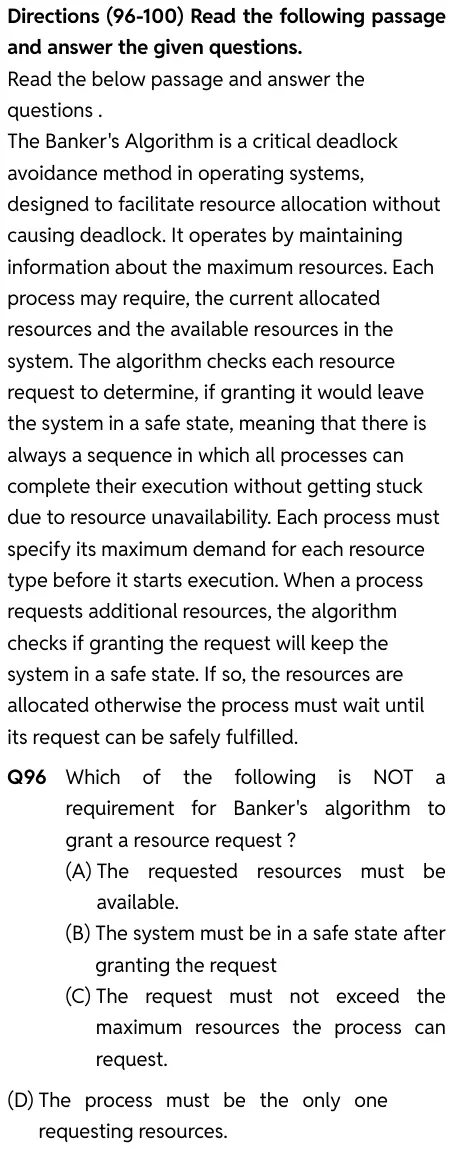 Directions (96-100) Read the following passage
and answer the given questions.
Read the below passage and answer the
questions .
The Banker's Algorithm is a critical deadlock
avoidance method in operating systems,
designed to facilitate resource allocation without
causing deadlock. It operates by maintaining
information about the maximum resources. Each
process may require, the current allocated
resources and the available resources in the
system. The algorithm checks each resource
request to determine, if granting it would leave
the system in a safe state, meaning that there is
always a sequence in which all processes can
complete their execution without getting stuck
due to resource unavailability. Each process must
specify its maximum demand for each resource
type before it starts execution. When a process
requests additional resources, the algorithm
checks if granting the request will keep the
system in a safe state. If so, the resources are
allocated otherwise the process must wait until
its request can be safely fulfilled.
Q96 Which of the following is NOT a
requirement for Banker's algorithm to
grant a resource request ?
(A) The requested resources must be
available.
(B) The system must be in a safe state after
granting the request
(C) The request must not exceed the
maximum resources the process can
request.
(D) The process must be the only one
requesting resources.